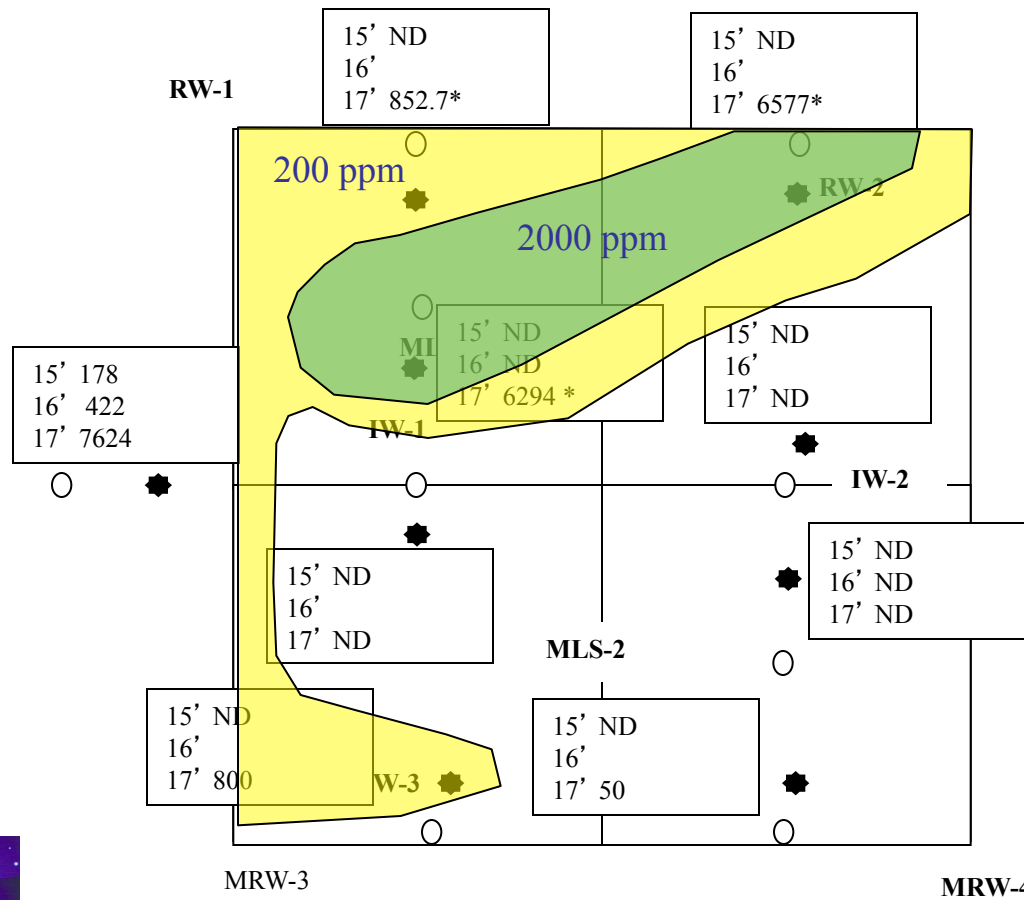 15’ ND
16’
17’ 852.7*
15’ ND
16’
17’ 6577*
RW-1
200 ppm
RW-2
2000 ppm
15’ ND
16’ ND
17’ 6294 *
ML
15’ ND
16’
17’ ND
15’ 178
16’ 422
17’ 7624
IW-1
IW-2
15’ ND
16’ ND
17’ ND
15’ ND
16’
17’ ND
MLS-2
15’ ND
16’
17’ 800
W-3
15’ ND
16’
17’ 50
MRW-3
MRW-4